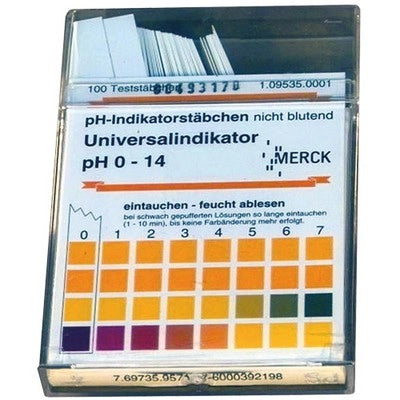 100 Teststäbchen 1.09535.0001
pH-Indikatorstäbchen nicht blutend
Universalindikator
pH 0 - 14
MERCK
eintauchen - feucht ablesen
bei schwach gepufferten Lösungen so lange eintauchen
(1 - 10 min), bis keine Farbänderung mehr erfolgt.
0 1 2 3 4 5 6 7